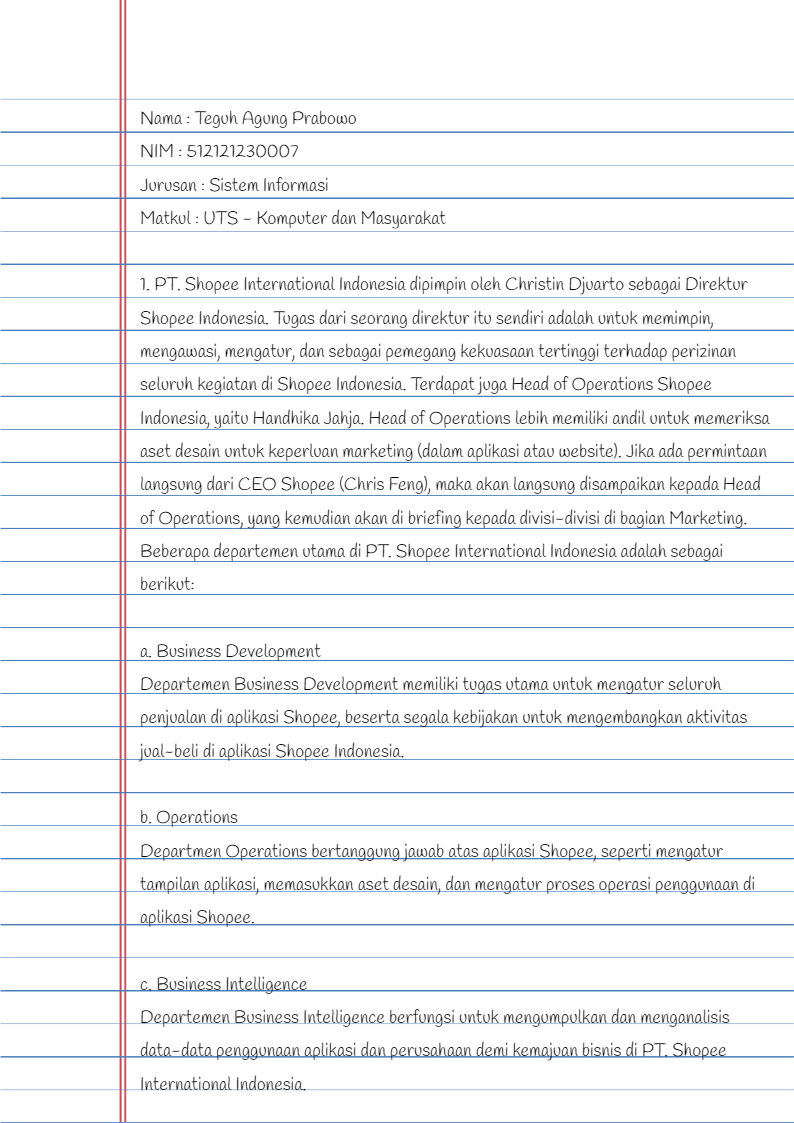 Nama : Teguh Agung Prabowo
NIM : 512121230007
Jurusan : Sistem Informasi
Matkul : UTS - Komputer dan Masyarakat
1. PT. Shopee International Indonesia dipimpin oleh Christin Djuarto sebagai Direktur
Shopee Indonesia. Tugas dari seorang direktur itu sendiri adalah untuk memimpin,
mengawasi, mengatur, dan sebagai pemegang kekuasaan tertinggi terhadap perizinan
seluruh kegiatan di Shopee Indonesia. Terdapat juga Head of Operations Shopee
Indonesia, yaitu Handhika Jahja. Head of Operations lebih memiliki andil untuk memeriksa
aset desain untuk keperluan marketing (dalam aplikasi atau website). Jika ada permintaan
langsung dari CEO Shopee (Chris Feng), maka akan langsung disampaikan kepada Head
of Operations, yang kemudian akan di briefing kepada divisi-divisi di bagian Marketing.
Beberapa departemen utama di PT. Shopee International Indonesia adalah sebagai
berikut:
a. Business Development
Departemen Business Development memiliki tugas utama untuk mengatur seluruh
penjualan di aplikasi Shopee, beserta segala kebijakan untuk mengembangkan aktivitas
jual-beli di aplikasi Shopee Indonesia.
b. Operations
Departmen Operations bertanggung jawab atas aplikasi Shopee, seperti mengatur
tampilan aplikasi, memasukkan aset desain, dan mengatur proses operasi penggunaan di
aplikasi Shopee.
c. Business Intelligence
Departemen Business Intelligence berfungsi untuk mengumpulkan dan menganalisis
data-data penggunaan aplikasi dan perusahaan demi kemajuan bisnis di PT. Shopee
International Indonesia.